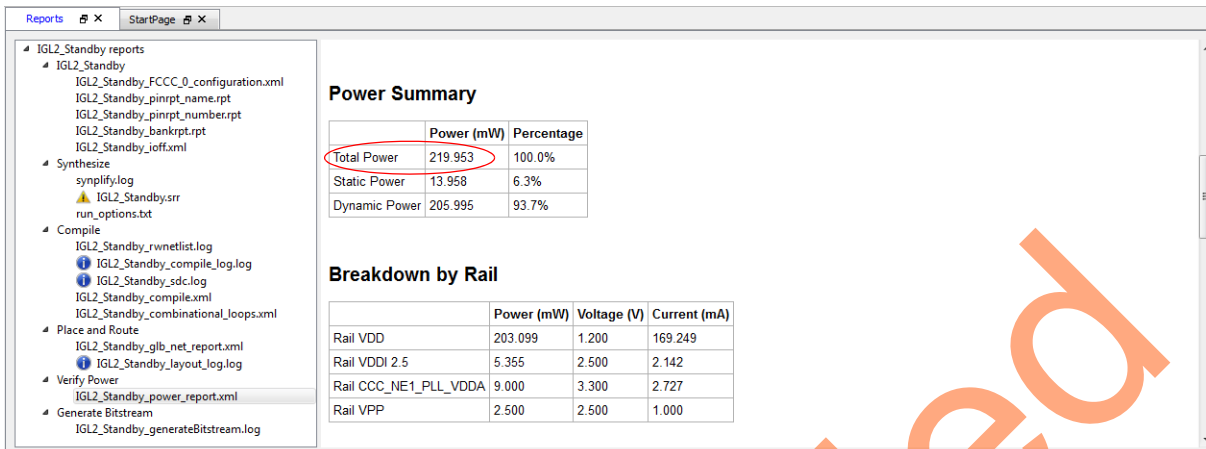 Reports
StartPage
IGL2_Standby reports
IGL2_Standby
IGL2_Standby_FCCC_0_configuration.xml
IGL2_Standby_pinrpt_name.rpt
IGL2_Standby_pinrpt_number.rpt
IGL2_Standby_bankrpt.rpt
IGL2_Standby_ioff.xml
Synthesize
synplify.log
IGL2_Standby.srr
run_options.txt
Compile
IGL2_Standby_rwnetlist.log
IGL2_Standby_compile_log.log
IGL2_Standby_sdc.log
IGL2_Standby_compile.xml
IGL2_Standby_combinational_loops.xml
Place and Route
IGL2_Standby_glb_net_report.xml
IGL2_Standby_layout_log.log
Verify Power
IGL2_Standby_power_report.xml
Generate Bitstream
IGL2_Standby_generateBitstream.log
Power Summary
Power (mW) Percentage
Total Power 219.953 100.0%
Static Power 13.958 6.3%
Dynamic Power 205.995 93.7%
Breakdown by Rail
Power (mW) Voltage (V) Current (mA)
Rail VDD 203.099 1.200 169.249
Rail VDDI 2.5 5.355 2.500 2.142
Rail CCC_NE1_PLL_VDDA 9.000 3.300 2.727
Rail VPP 2.500 2.500 1.000